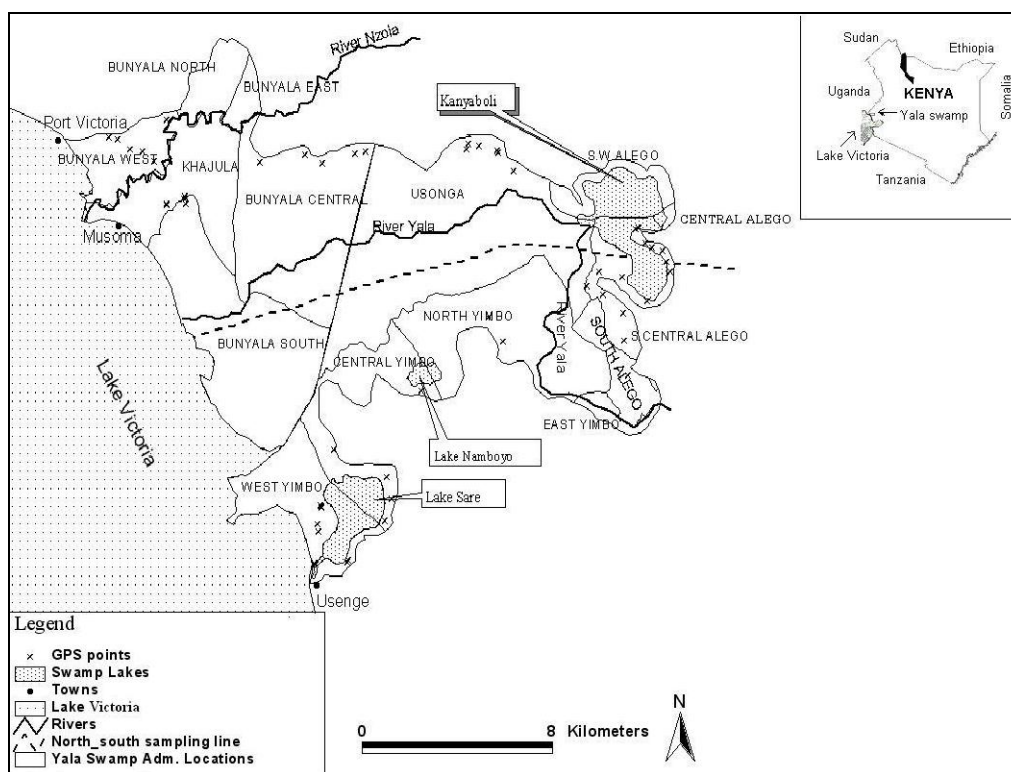 River Nzoia
BUNYALA NORTH
BUNYALA EAST
Kanyaboli
Port Victoria
BUNYALA WEST
KHAJULA
S.W ALEGO
BUNYALA CENTRAL
USONGA
CENTRAL ALEGO
River Yala
Musoma
NORTH YIMBO
River Yala
SOUTH ALEGO
S.CENTRAL ALEGO
BUNYALA SOUTH
CENTRAL YIMBO
Lake Victoria
EAST YIMBO
Lake Namboyo
WEST YIMBO
Lake Sare
Usenge
Sudan
Ethiopia
Uganda
KENYA
Somalia
Yala swamp
Lake Victoria
Tanzania
Legend
GPS points
Swamp Lakes
Towns
Lake Victoria
Rivers
North_south sampling line
Yala Swamp Adm. Locations
0 8 Kilometers
N